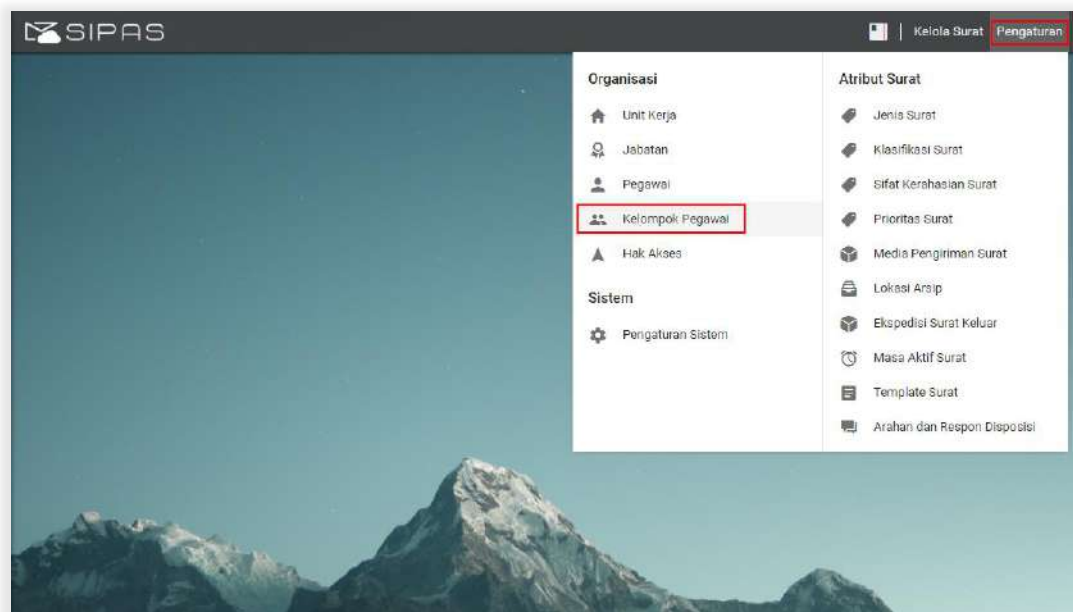 SIPAS
Kelola Surat
Pengaturan
Organisasi
Unit Kerja
Jabatan
Pegawai
Kelompok Pegawai
Hak Akses
Sistem
Pengaturan Sistem
Atribut Surat
Jenis Surat
Klasifikasi Surat
Sifat Kerahasian Surat
Prioritas Surat
Media Pengiriman Surat
Lokasi Arsip
Ekspedisi Surat Keluar
Masa Aktif Surat
Template Surat
Arahan dan Respon Disposisi